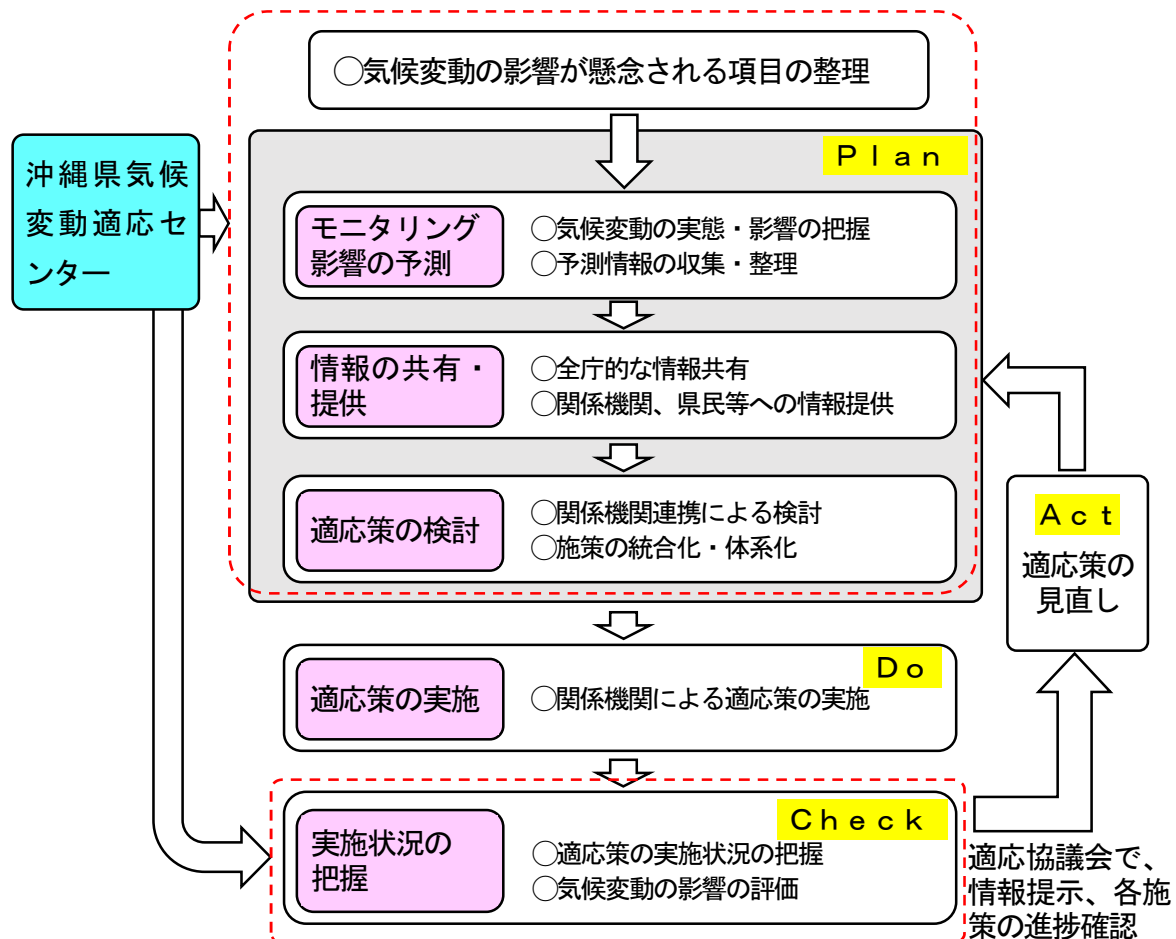 ◯気候変動の影響が懸念される項目の整理
沖縄県気候
変動適応セ
ンター
Plan
モニタリング
影響の予測
◯気候変動の実態・影響の把握
◯予測情報の収集・整理
情報の共有・
提供
◯全庁的な情報共有
◯関係機関、県民等への情報提供
適応策の検討
◯関係機関連携による検討
◯施策の統合化・体系化
Do
適応策の実施
◯関係機関による適応策の実施
Check
実施状況の
把握
◯適応策の実施状況の把握
◯気候変動の影響の評価
適応協議会で、
情報提示、各施
策の進捗確認
Act
適応策の
見直し